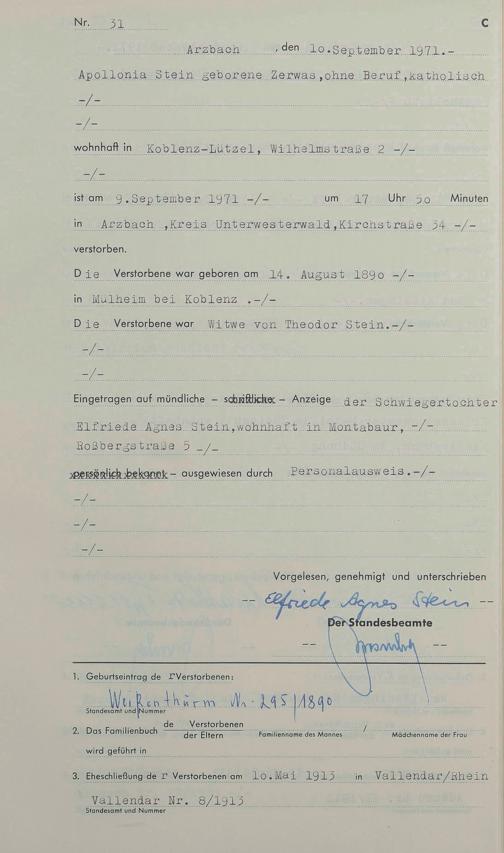 Nr. 31 C
Arzbach , den 10.September 1971.-
Apollonia Stein geborene Zerwas,ohne Beruf,katholisch
-/-
-/-
wohnhaft in Koblenz-Lützel, Wilhelmstraße 2 -/-
-/-
ist am 9.September 1971 -/- um 17 Uhr 50 Minuten
in Arzbach ,Kreis Unterwesterwald,Kirchstraße 34 -/-
verstorben.
Die Verstorbene war geboren am 14. August 1890 -/-
in Mülheim bei Koblenz .-/-
Die Verstorbene war Witwe von Theodor Stein.-/-
-/-
-/-
Eingetragen auf mündliche – schriftliche – Anzeige der Schwiegertochter
Elfriede Agnes Stein,wohnhaft in Montabaur, -/-
Roßbergstraße 5 -/-
persönlich bekannt – ausgewiesen durch Personalausweis.-/-
-/-
-/-
-/-
Vorgelesen, genehmigt und unterschrieben
-- Elfriede Agnes Stein --
Der Standesbeamte
-- --
1. Geburtseintrag der Verstorbenen:
Weißenthurm Nr. 295/1890
Standesamt und Nummer
2. Das Familienbuch de Verstorbenen /
der Eltern Familienname des Mannes Mädchenname der Frau
wird geführt in
3. Eheschließung der Verstorbenen am 10.Mai 1913 in Vallendar/Rhein
Vallendar Nr. 8/1913
Standesamt und Nummer